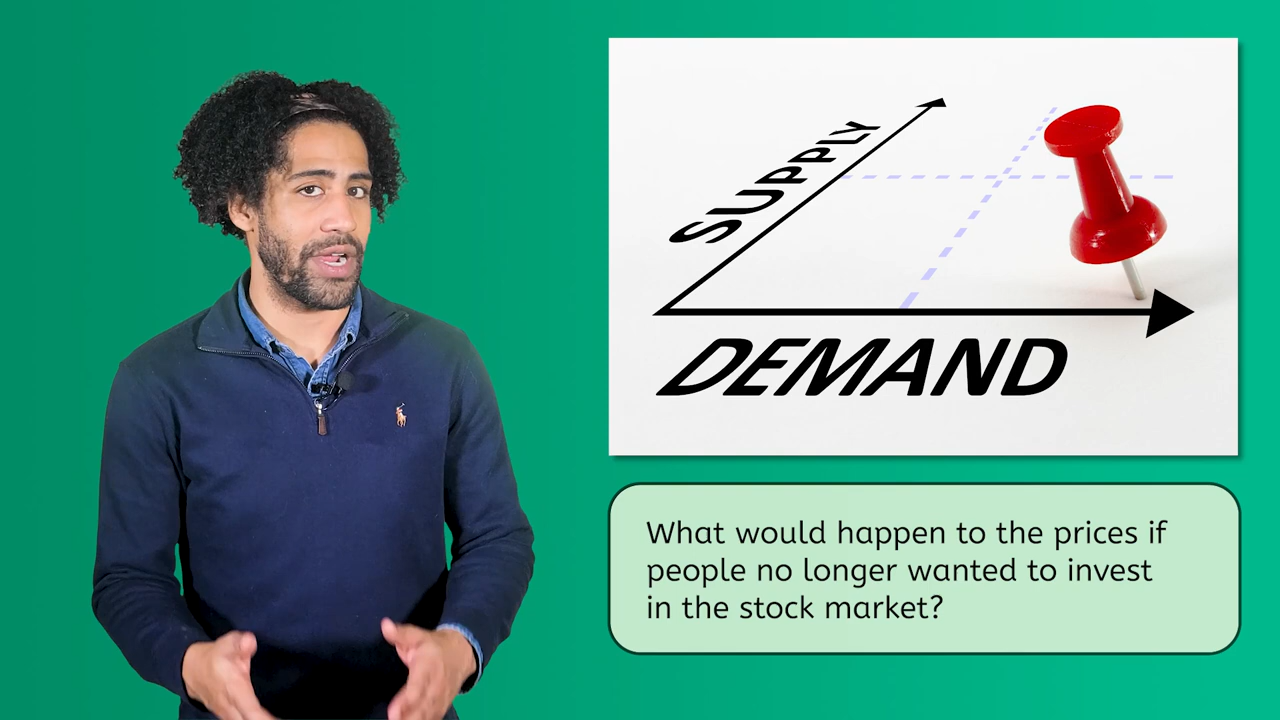 SUPPLY
DEMAND
What would happen to the prices if
people no longer wanted to invest
in the stock market?